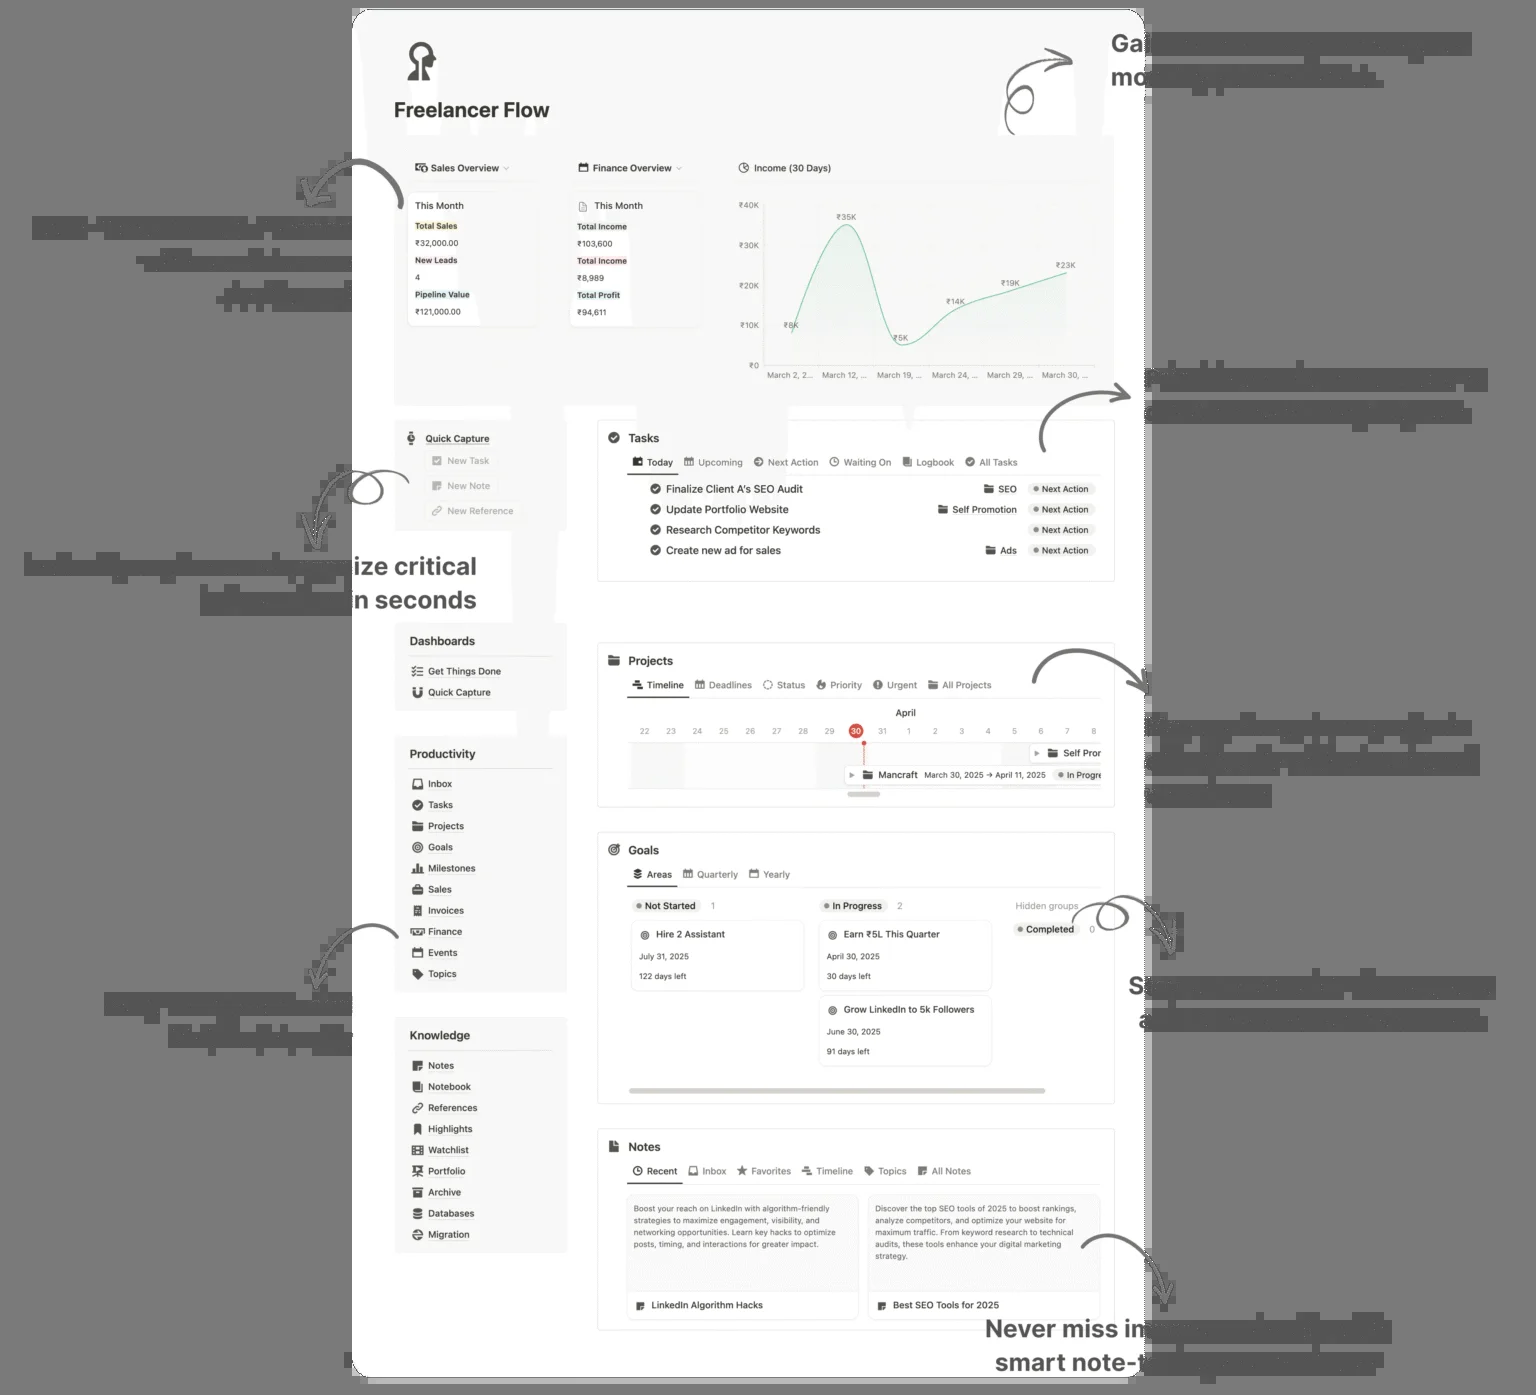 Freelancer Flow
Sales Overview
This Month
Total Sales
₹32,000.00
New Leads
4
Pipeline Value
₹121,000.00
Finance Overview
This Month
Total Income
₹103,600
Total Income
₹8,989
Total Profit
₹94,611
Income (30 Days)
₹40K
₹30K
₹20K
₹10K
₹0
₹8K
₹35K
₹5K
₹14K
₹19K
₹23K
March 2, 2... March 12, ... March 19, ... March 24, ... March 29, ... March 30, ...
Quick Capture
New Task
New Note
New Reference
ize critical
in seconds
Dashboards
Get Things Done
Quick Capture
Productivity
Inbox
Tasks
Projects
Goals
Milestones
Sales
Invoices
Finance
Events
Topics
Knowledge
Notes
Notebook
References
Highlights
Watchlist
Portfolio
Archive
Databases
Migration
Tasks
Today Upcoming Next Action Waiting On Logbook All Tasks
Finalize Client A's SEO Audit SEO Next Action
Update Portfolio Website Self Promotion Next Action
Research Competitor Keywords Next Action
Create new ad for sales Ads Next Action
Projects
Timeline Deadlines Status Priority Urgent All Projects
April
22 23 24 25 26 27 28 29 30 31 1 2 3 4 5 6 7 8
Self Pror
Mancraft March 30, 2025 → April 11, 2025 In Progre
Goals
Areas Quarterly Yearly
Not Started 1
Hire 2 Assistant
July 31, 2025
122 days left
In Progress 2
Earn ₹5L This Quarter
April 30, 2025
30 days left
Grow LinkedIn to 5k Followers
June 30, 2025
91 days left
Hidden groups
Completed 0
Notes
Recent Inbox Favorites Timeline Topics All Notes
Boost your reach on LinkedIn with algorithm-friendly
strategies to maximize engagement, visibility, and
networking opportunities. Learn key hacks to optimize
posts, timing, and interactions for greater impact.
LinkedIn Algorithm Hacks
Discover the top SEO tools of 2025 to boost rankings,
analyze competitors, and optimize your website for
maximum traffic. From keyword research to technical
audits, these tools enhance your digital marketing
strategy.
Best SEO Tools for 2025
Never miss
smart note-